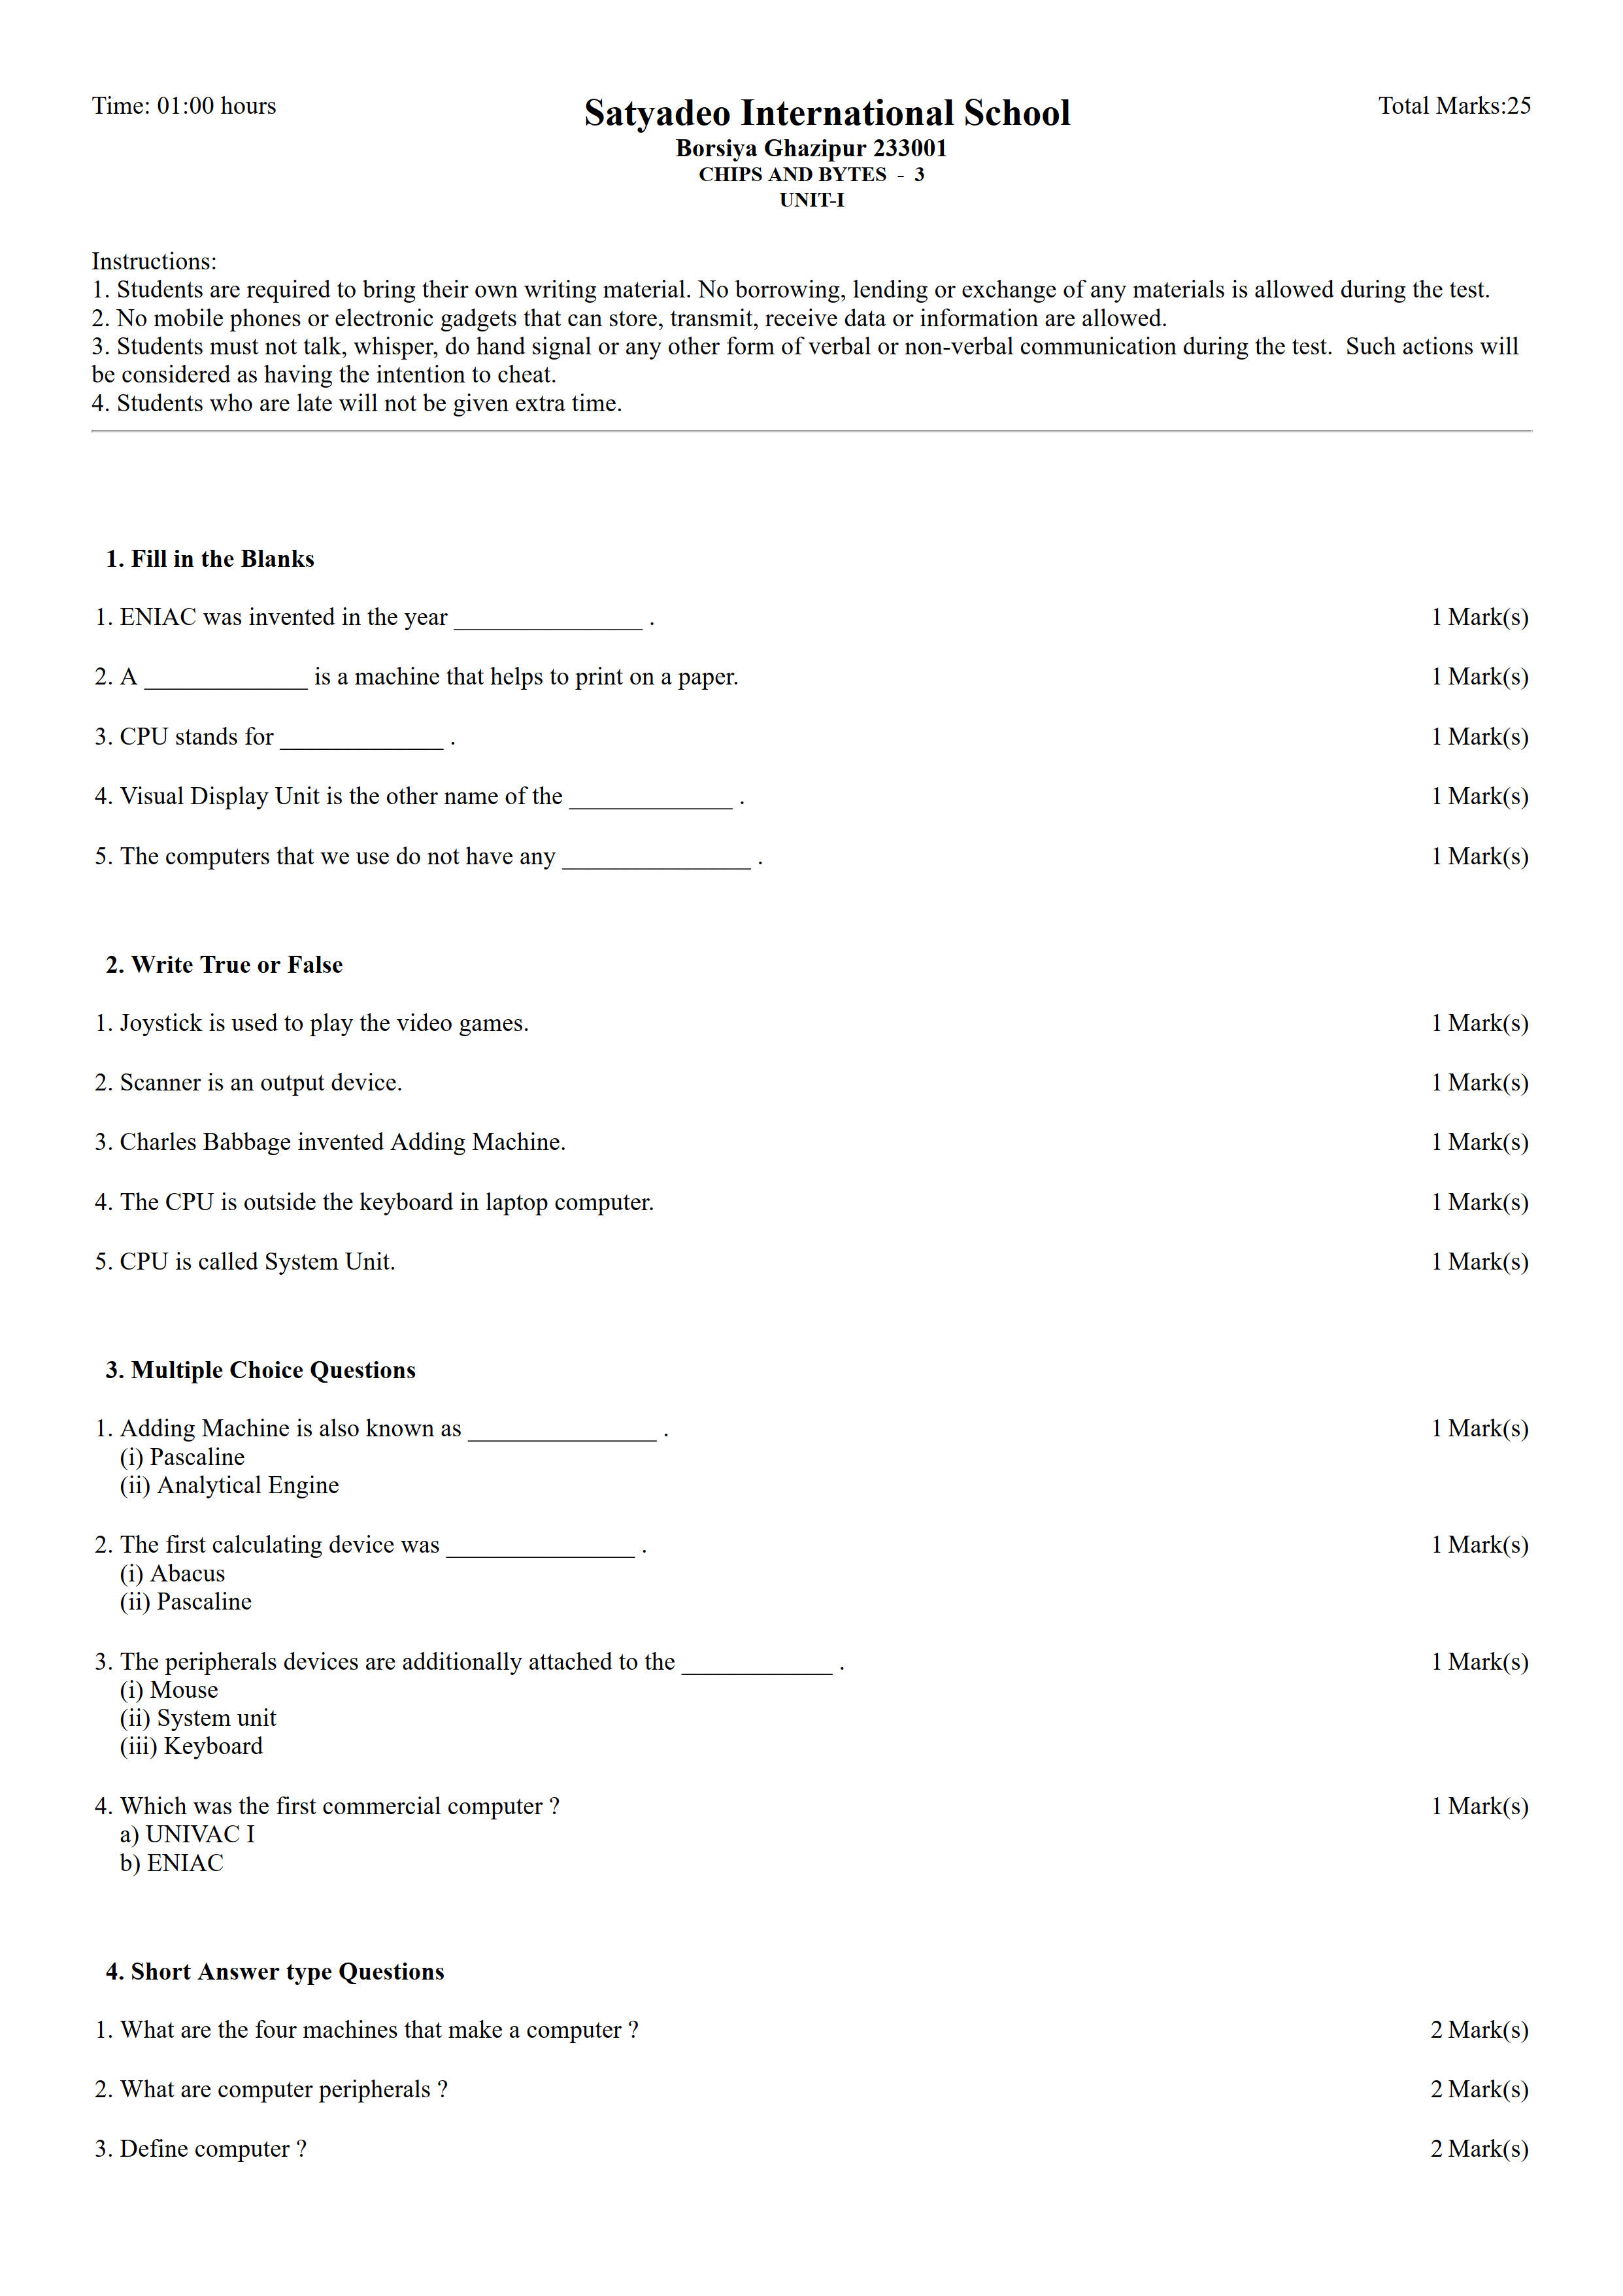 Time: 01:00 hours
Satyadeo International School
Total Marks:25
Borsiya Ghazipur 233001
CHIPS AND BYTES - 3
UNIT-I
Instructions:
1. Students are required to bring their own writing material. No borrowing, lending or exchange of any materials is allowed during the test.
2. No mobile phones or electronic gadgets that can store, transmit, receive data or information are allowed.
3. Students must not talk, whisper, do hand signal or any other form of verbal or non-verbal communication during the test.  Such actions will
be considered as having the intention to cheat.
4. Students who are late will not be given extra time.
1. Fill in the Blanks
1. ENIAC was invented in the year _______________ . 1 Mark(s)
2. A _____________ is a machine that helps to print on a paper. 1 Mark(s)
3. CPU stands for _____________ . 1 Mark(s)
4. Visual Display Unit is the other name of the _____________ . 1 Mark(s)
5. The computers that we use do not have any _______________ . 1 Mark(s)
2. Write True or False
1. Joystick is used to play the video games. 1 Mark(s)
2. Scanner is an output device. 1 Mark(s)
3. Charles Babbage invented Adding Machine. 1 Mark(s)
4. The CPU is outside the keyboard in laptop computer. 1 Mark(s)
5. CPU is called System Unit. 1 Mark(s)
3. Multiple Choice Questions
1. Adding Machine is also known as _______________ . 1 Mark(s)
(i) Pascaline
(ii) Analytical Engine
2. The first calculating device was _______________ . 1 Mark(s)
(i) Abacus
(ii) Pascaline
3. The peripherals devices are additionally attached to the ____________ . 1 Mark(s)
(i) Mouse
(ii) System unit
(iii) Keyboard
4. Which was the first commercial computer ? 1 Mark(s)
a) UNIVAC I
b) ENIAC
4. Short Answer type Questions
1. What are the four machines that make a computer ? 2 Mark(s)
2. What are computer peripherals ? 2 Mark(s)
3. Define computer ? 2 Mark(s)